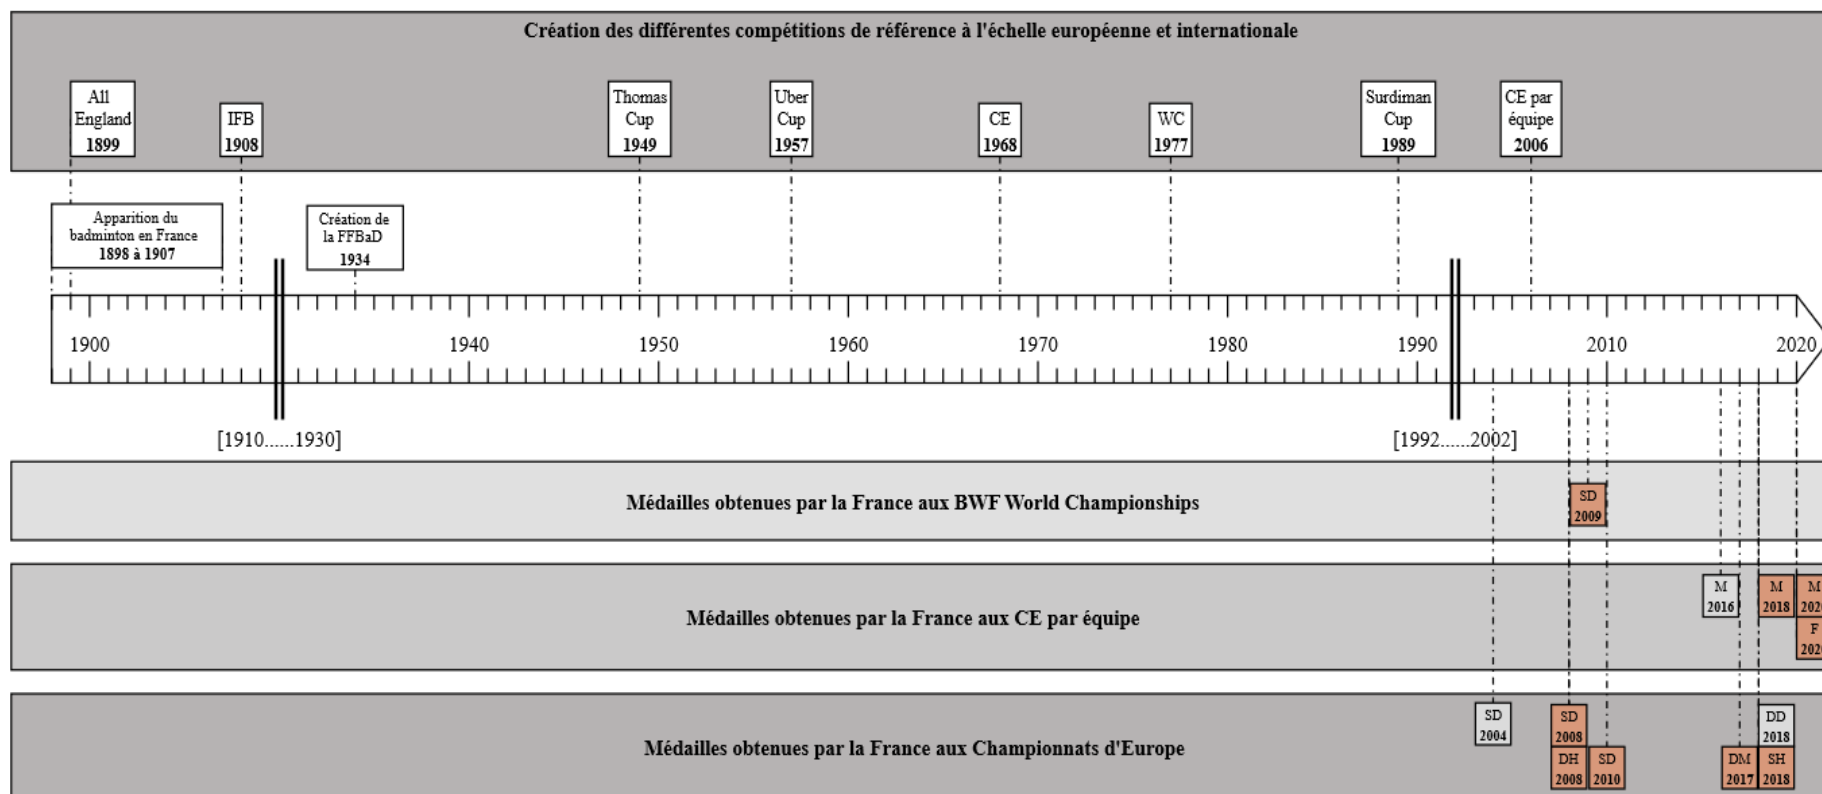 Création des différentes compétitions de référence à l'échelle européenne et internationale
All
England
1899
IFB
1908
Thomas
Cup
1949
Uber
Cup
1957
CE
1968
WC
1977
Surdiman
Cup
1989
CE par
équipe
2006
Apparition du
badminton en France
1898 à 1907
Création de
la FFBaD
1934
1900
1940
1950
1960
1970
1980
1990
2010
2020
[1910......1930]
[1992......2002]
Médailles obtenues par la France aux BWF World Championships
SD
2009
Médailles obtenues par la France aux CE par équipe
M
2016
M
2018
M
2020
F
2020
Médailles obtenues par la France aux Championnats d'Europe
SD
2004
SD
2008
DH
2008
SD
2010
DM
2017
DD
2018
SH
2018